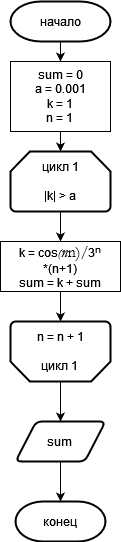 начало
sum = 0
a = 0.001
k = 1
n = 1
цикл 1
|k| > a
k = cos(πn)/3ⁿ
*(n+1)
sum = k + sum
n = n + 1
цикл 1
sum
конец